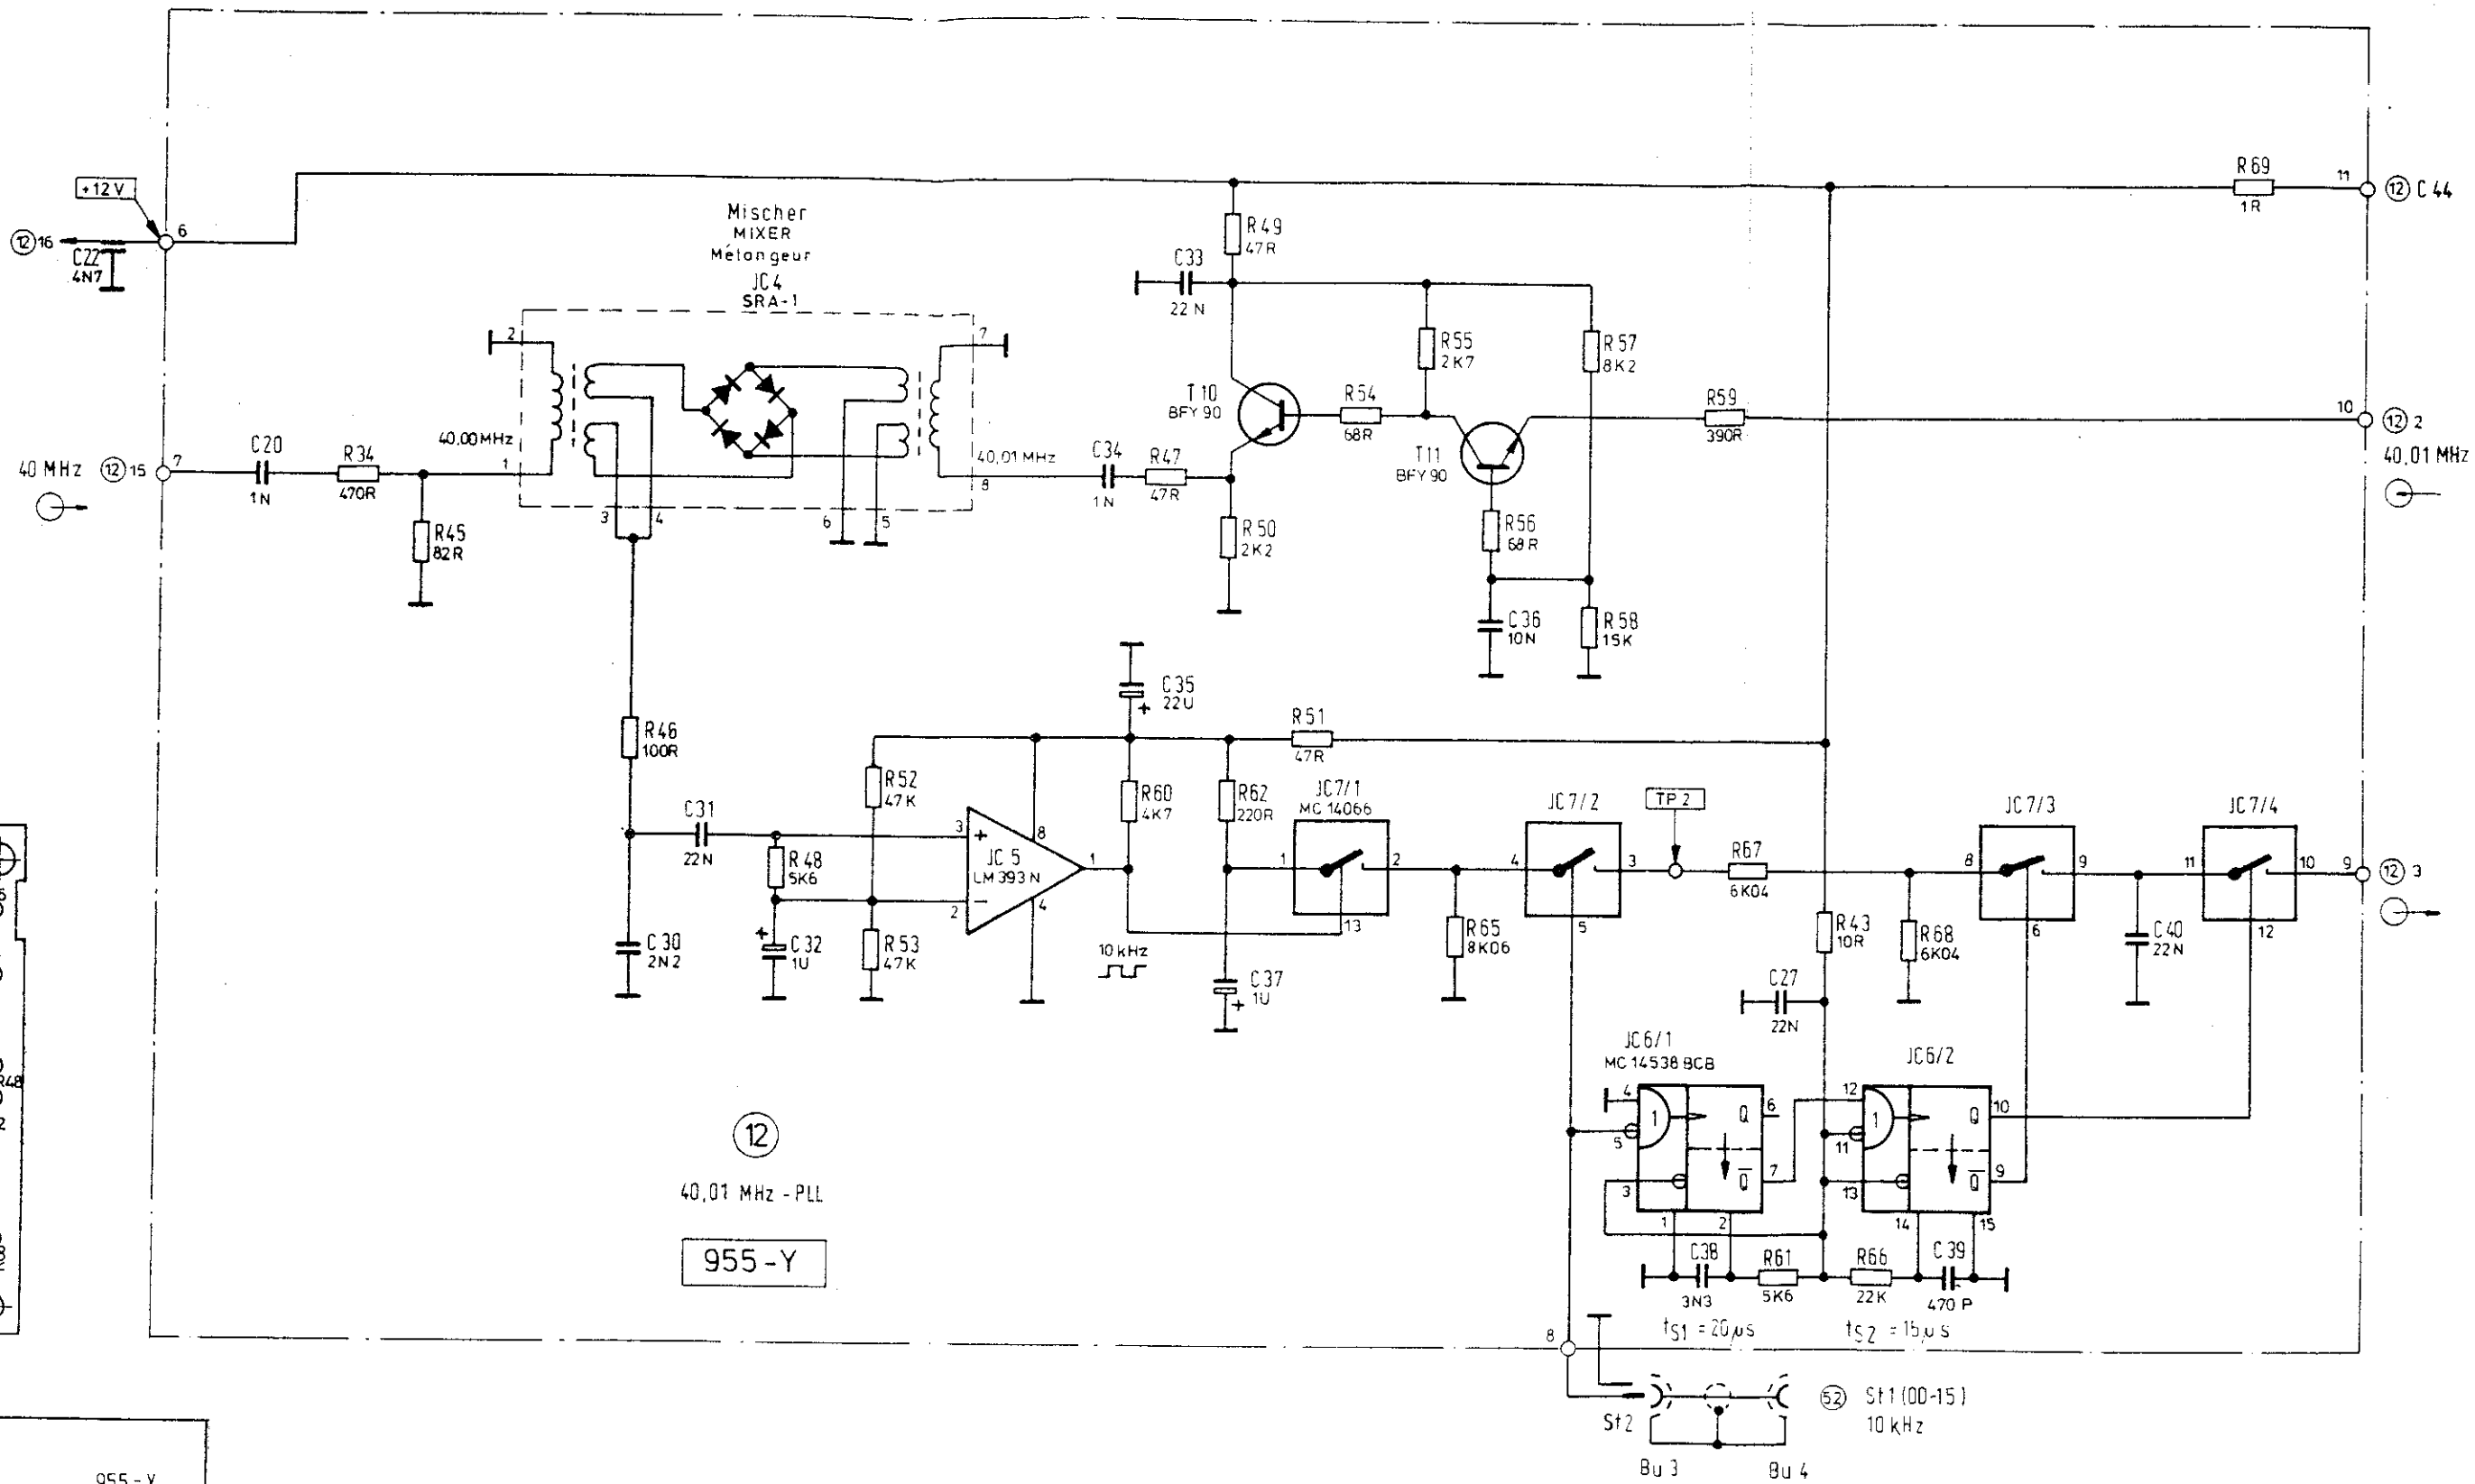 +12 V
6
⑫ 16
C22
4N7
Mischer
MIXER
Mélangeur
JC4
SRA-1
2
7
40,00 MHz
1
40,01 MHz
8
3
4
6
5
40 MHz
⑫ 15
7
C20
1N
R34
470R
R45
82R
C34
1N
R47
47R
R49
47R
C33
22 N
T10
BFY 90
R50
2K2
R54
68R
R55
2K7
R57
8K2
T11
BFY 90
R56
68 R
C36
10N
R58
15K
R59
390R
R69
1R
11
⑫ C 44
10
⑫ 2
40,01 MHz
R46
100R
C30
2N2
C31
22N
R48
5K6
C32
1U
+
R52
47K
R53
47K
3
+
JC 5
LM 393 N
8
1
2
−
4
C35
22U
+
R60
4K7
10 kHz
R62
220R
C37
1U
+
R51
47R
JC7/1
MC 14066
1
2
13
R65
8K06
JC7/2
4
3
5
TP 2
R67
6K04
R68
6K04
R43
10R
C27
22N
JC7/3
8
9
6
C40
22N
JC7/4
11
10
12
9
⑫ 3
JC6/1
MC 14538 BCB
4
5
3
1
Q
6
Q̅
7
1
2
JC6/2
12
11
13
1
Q
10
Q̅
9
14
15
C38
3N3
R61
5K6
R66
22K
C39
470 P
tS1 = 20µs
tS2 = 15µs
8
⑫
40,01 MHz - PLL
955-Y
St2
Bu 3
Bu 4
52 St1 (00-15)
10 kHz
R48
955 - Y